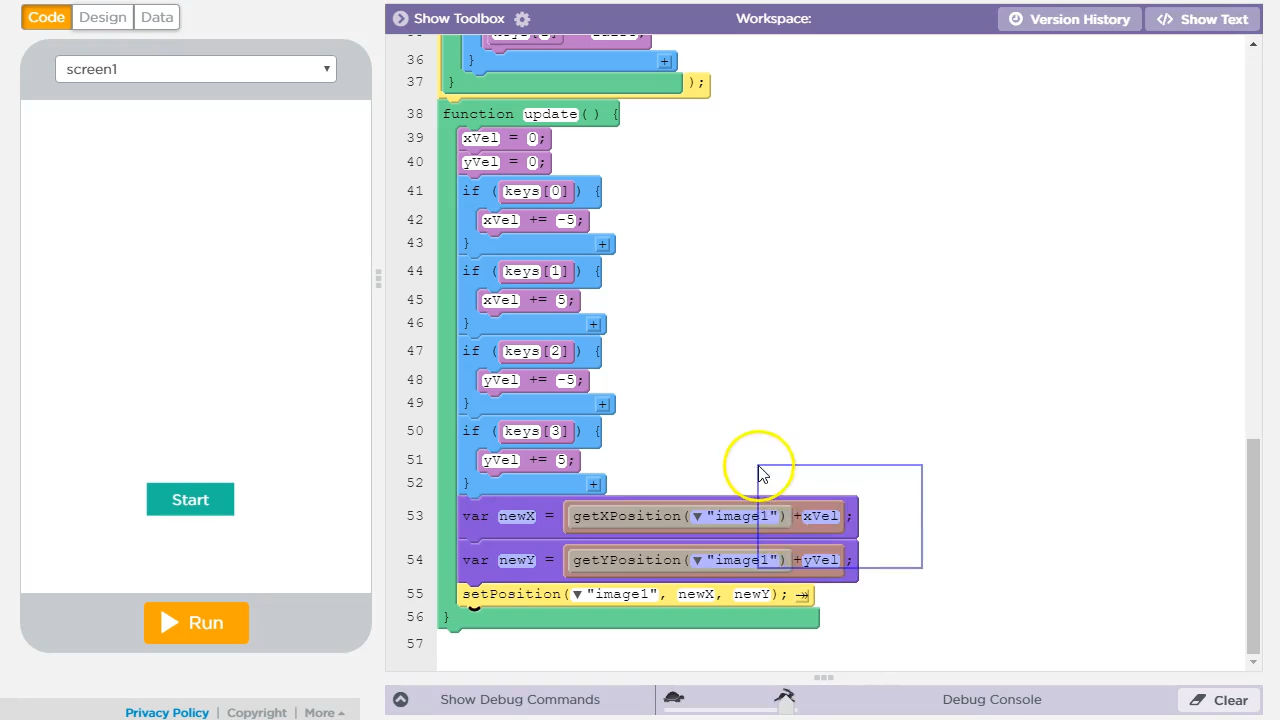 Code Design Data
Show Toolbox Workspace: Version History Show Text
screen1
36 }
37 } );
38 function update() {
39 xVel = 0;
40 yVel = 0;
41 if (keys[0]) {
42 xVel += -5;
43 }
44 if (keys[1]) {
45 xVel += 5;
46 }
47 if (keys[2]) {
48 yVel += -5;
49 }
50 if (keys[3]) {
51 yVel += 5;
52 }
53 var newX = getXPosition(▼"image1")+xVel;
54 var newY = getYPosition(▼"image1")+yVel;
55 setPosition(▼"image1", newX, newY);
56 }
57
Start
Run
Show Debug Commands Debug Console Clear
Privacy Policy | Copyright | More